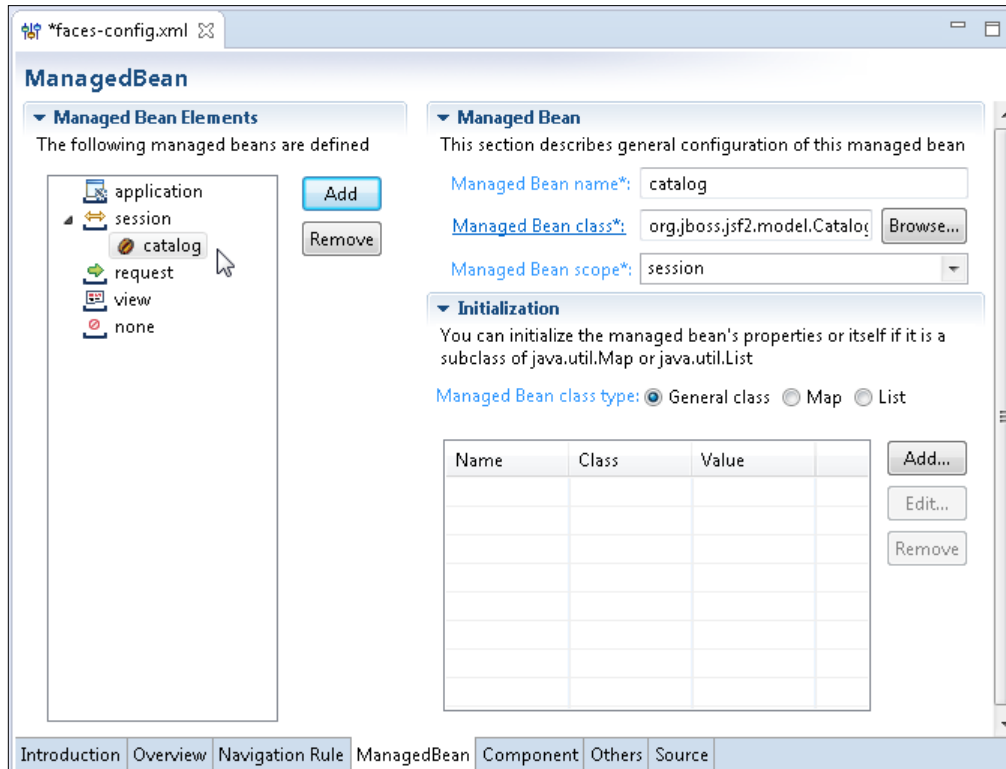 *faces-config.xml
ManagedBean
Managed Bean Elements
The following managed beans are defined
application
session
catalog
request
view
none
Add
Remove
Managed Bean
This section describes general configuration of this managed bean
Managed Bean name*: catalog
Managed Bean class*: org.jboss.jsf2.model.Catalog Browse...
Managed Bean scope*: session
Initialization
You can initialize the managed bean's properties or itself if it is a
subclass of java.util.Map or java.util.List
Managed Bean class type: General class Map List
Name Class Value
Add...
Edit...
Remove
Introduction Overview Navigation Rule ManagedBean Component Others Source